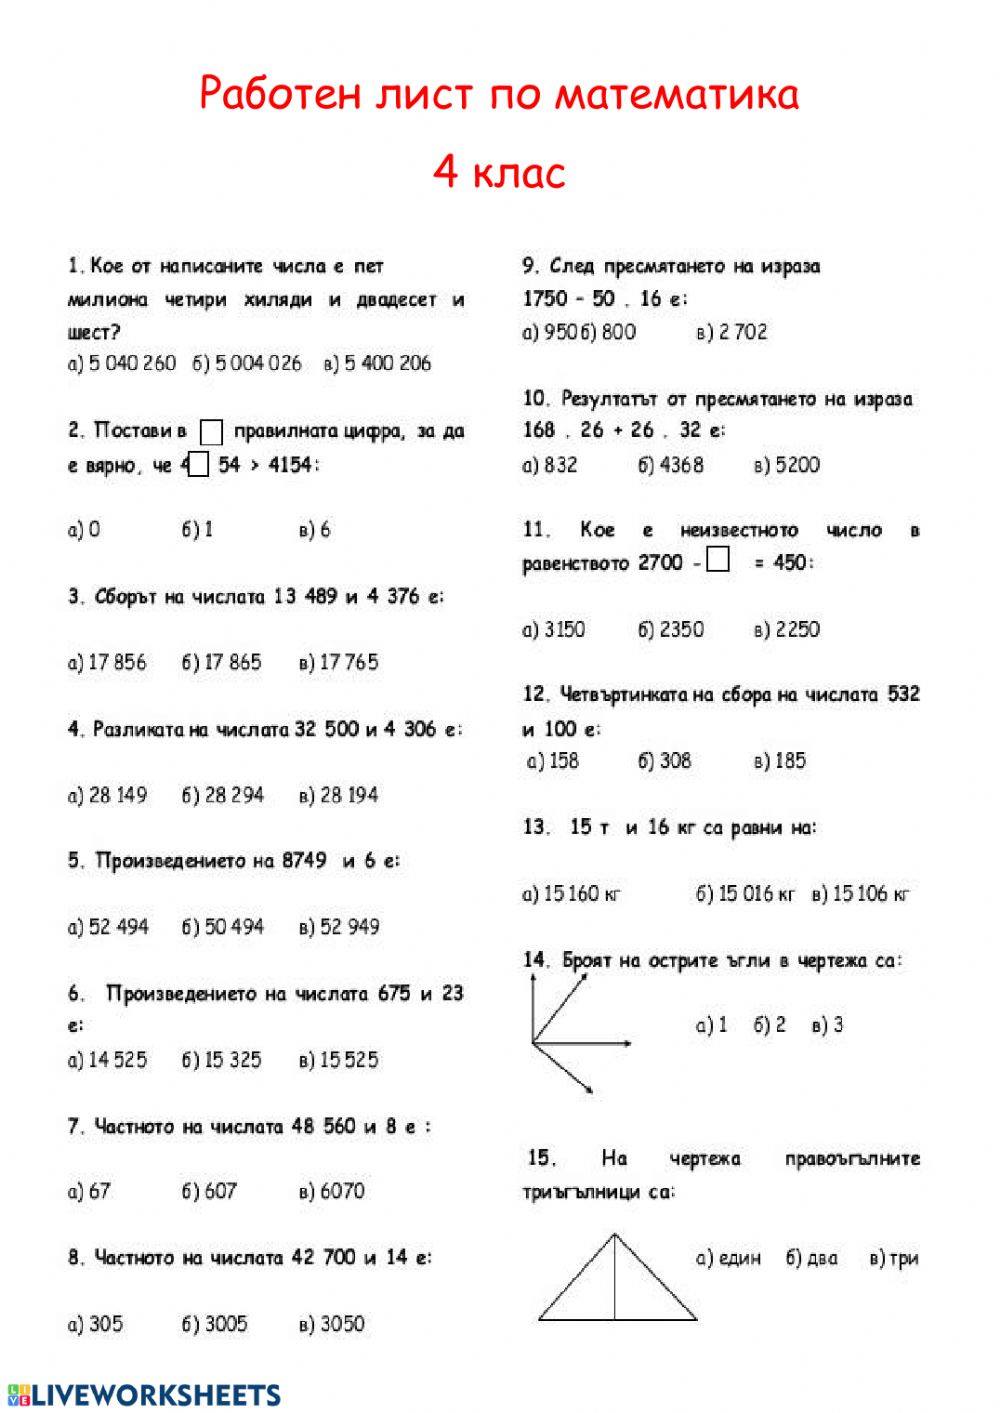 Работен лист по математика
4 клас
1. Кое от написаните числа е пет
милиона четири хиляди и двадесет и
шест?
а) 5 040 260 б) 5 004 026 в) 5 400 206
2. Постави в □ правилната цифра, за да
е вярно, че 4□ 54 > 4154:
а) 0 б) 1 в) 6
3. Сборът на числата 13 489 и 4 376 е:
а) 17 856 б) 17 865 в) 17 765
4. Разликата на числата 32 500 и 4 306 е:
а) 28 149 б) 28 294 в) 28 194
5. Произведението на 8749 и 6 е:
а) 52 494 б) 50 494 в) 52 949
6. Произведението на числата 675 и 23
е:
а) 14 525 б) 15 325 в) 15 525
7. Частното на числата 48 560 и 8 е :
а) 67 б) 607 в) 6070
8. Частното на числата 42 700 и 14 е:
а) 305 б) 3005 в) 3050
9. След пресмятането на израза
1750 - 50 . 16 е:
а) 950 б) 800 в) 2 702
10. Резултатът от пресмятането на израза
168 . 26 + 26 . 32 е:
а) 832 б) 4368 в) 5200
11. Кое е неизвестното число в
равенството 2700 - □ = 450:
а) 3150 б) 2350 в) 2250
12. Четвъртинката на сбора на числата 532
и 100 е:
а) 158 б) 308 в) 185
13. 15 т и 16 кг са равни на:
а) 15 160 кг б) 15 016 кг в) 15 106 кг
14. Броят на острите ъгли в чертежа са:
а) 1 б) 2 в) 3
15. На чертежа правоъгълните
триъгълници са:
а) един б) два в) три
LIVEWORKSHEETS